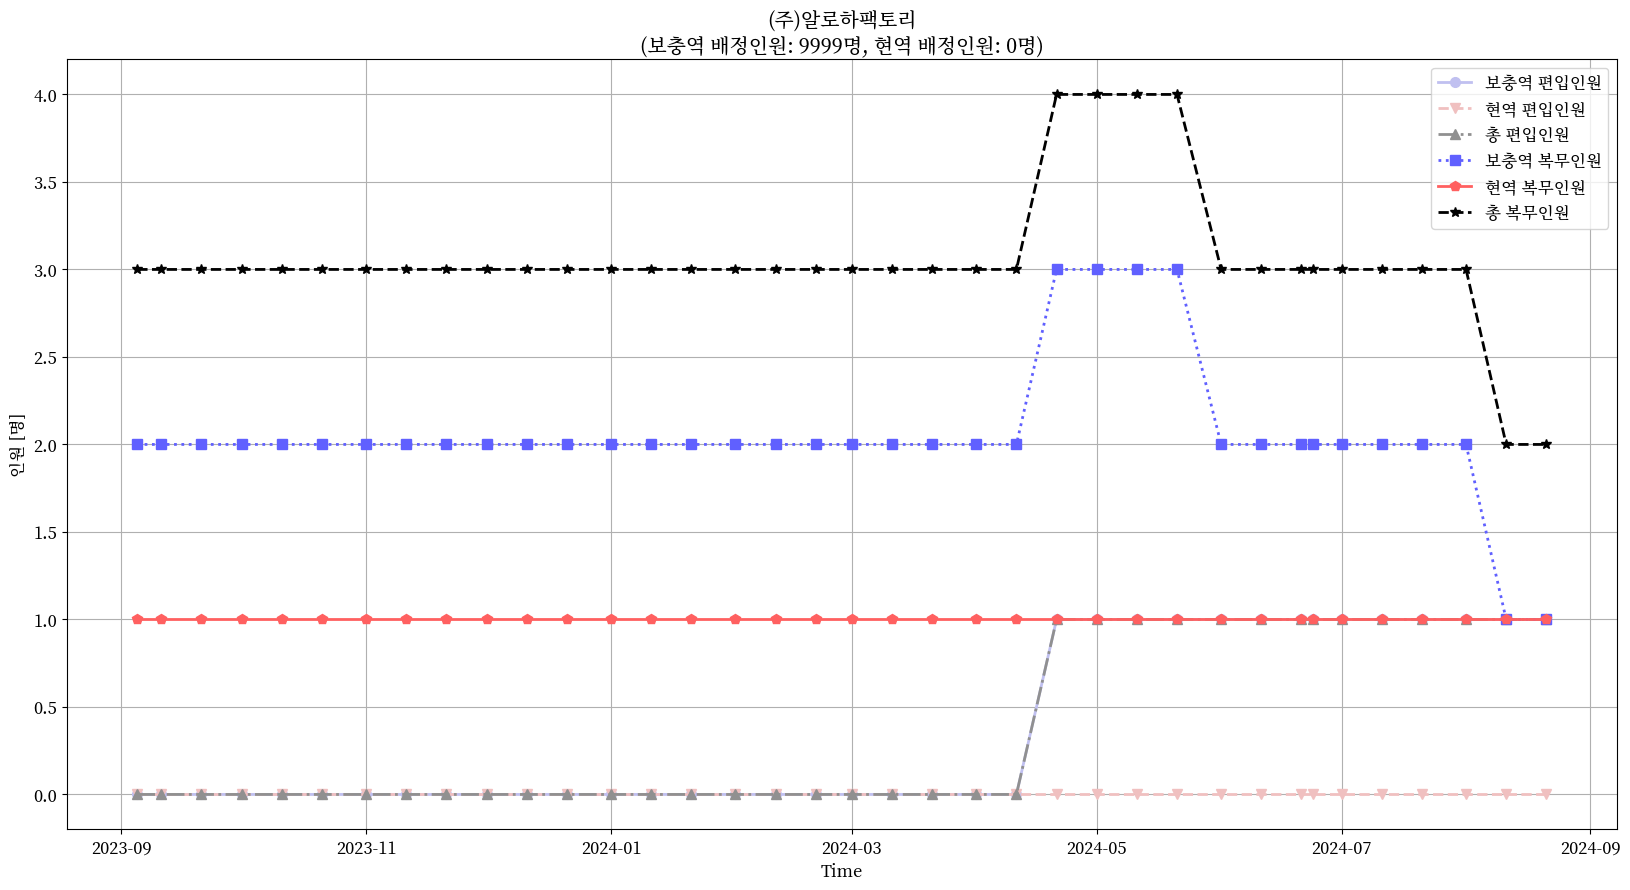 (주)알로하팩토리
(보충역 배정인원: 9999명, 현역 배정인원: 0명)
보충역 편입인원
현역 편입인원
총 편입인원
보충역 복무인원
현역 복무인원
총 복무인원
4.0
3.5
3.0
2.5
2.0
1.5
1.0
0.5
0.0
인원 [명]
2023-09 2023-11 2024-01 2024-03 2024-05 2024-07 2024-09
Time